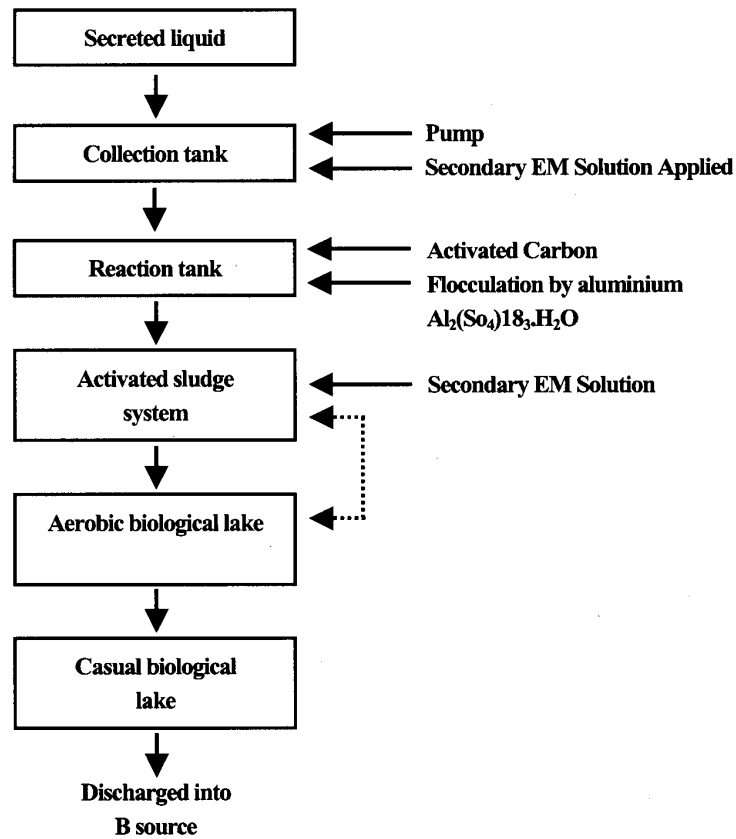 Secreted liquid
Collection tank
Pump
Secondary EM Solution Applied
Reaction tank
Activated Carbon
Flocculation by aluminium
Al₂(So₄)18₃.H₂O
Activated sludge
system
Secondary EM Solution
Aerobic biological lake
Casual biological
lake
Discharged into
B source